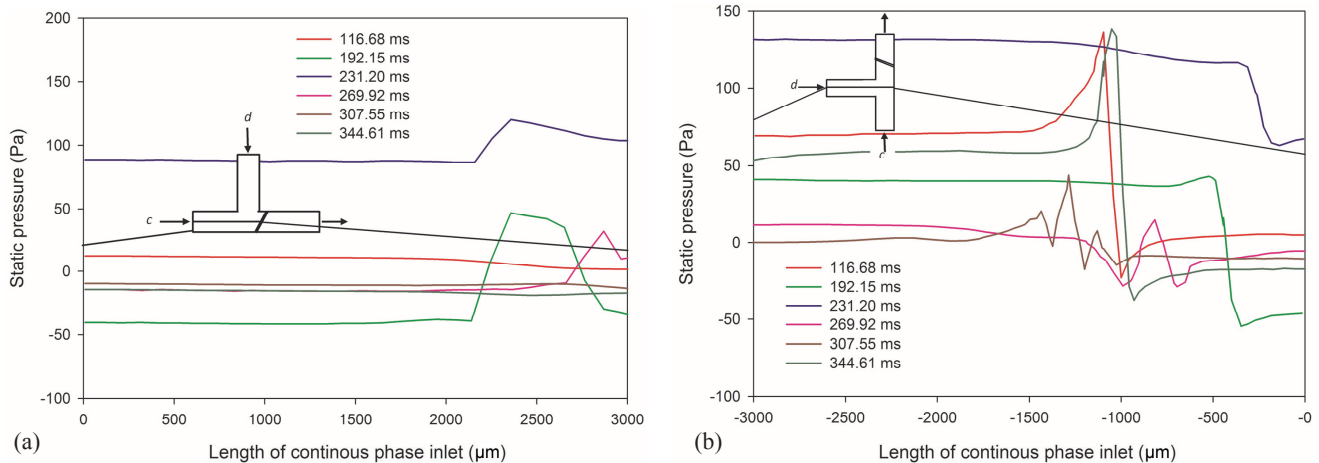 200
150
100
50
0
-50
-100
Static pressure (Pa)
116.68 ms
192.15 ms
231.20 ms
269.92 ms
307.55 ms
344.61 ms
d
c
0
500
1000
1500
2000
2500
3000
Length of continous phase inlet (µm)
(a)
150
100
50
0
-50
-100
Static pressure (Pa)
d
c
116.68 ms
192.15 ms
231.20 ms
269.92 ms
307.55 ms
344.61 ms
-3000
-2500
-2000
-1500
-1000
-500
-0
Length of continous phase inlet (µm)
(b)